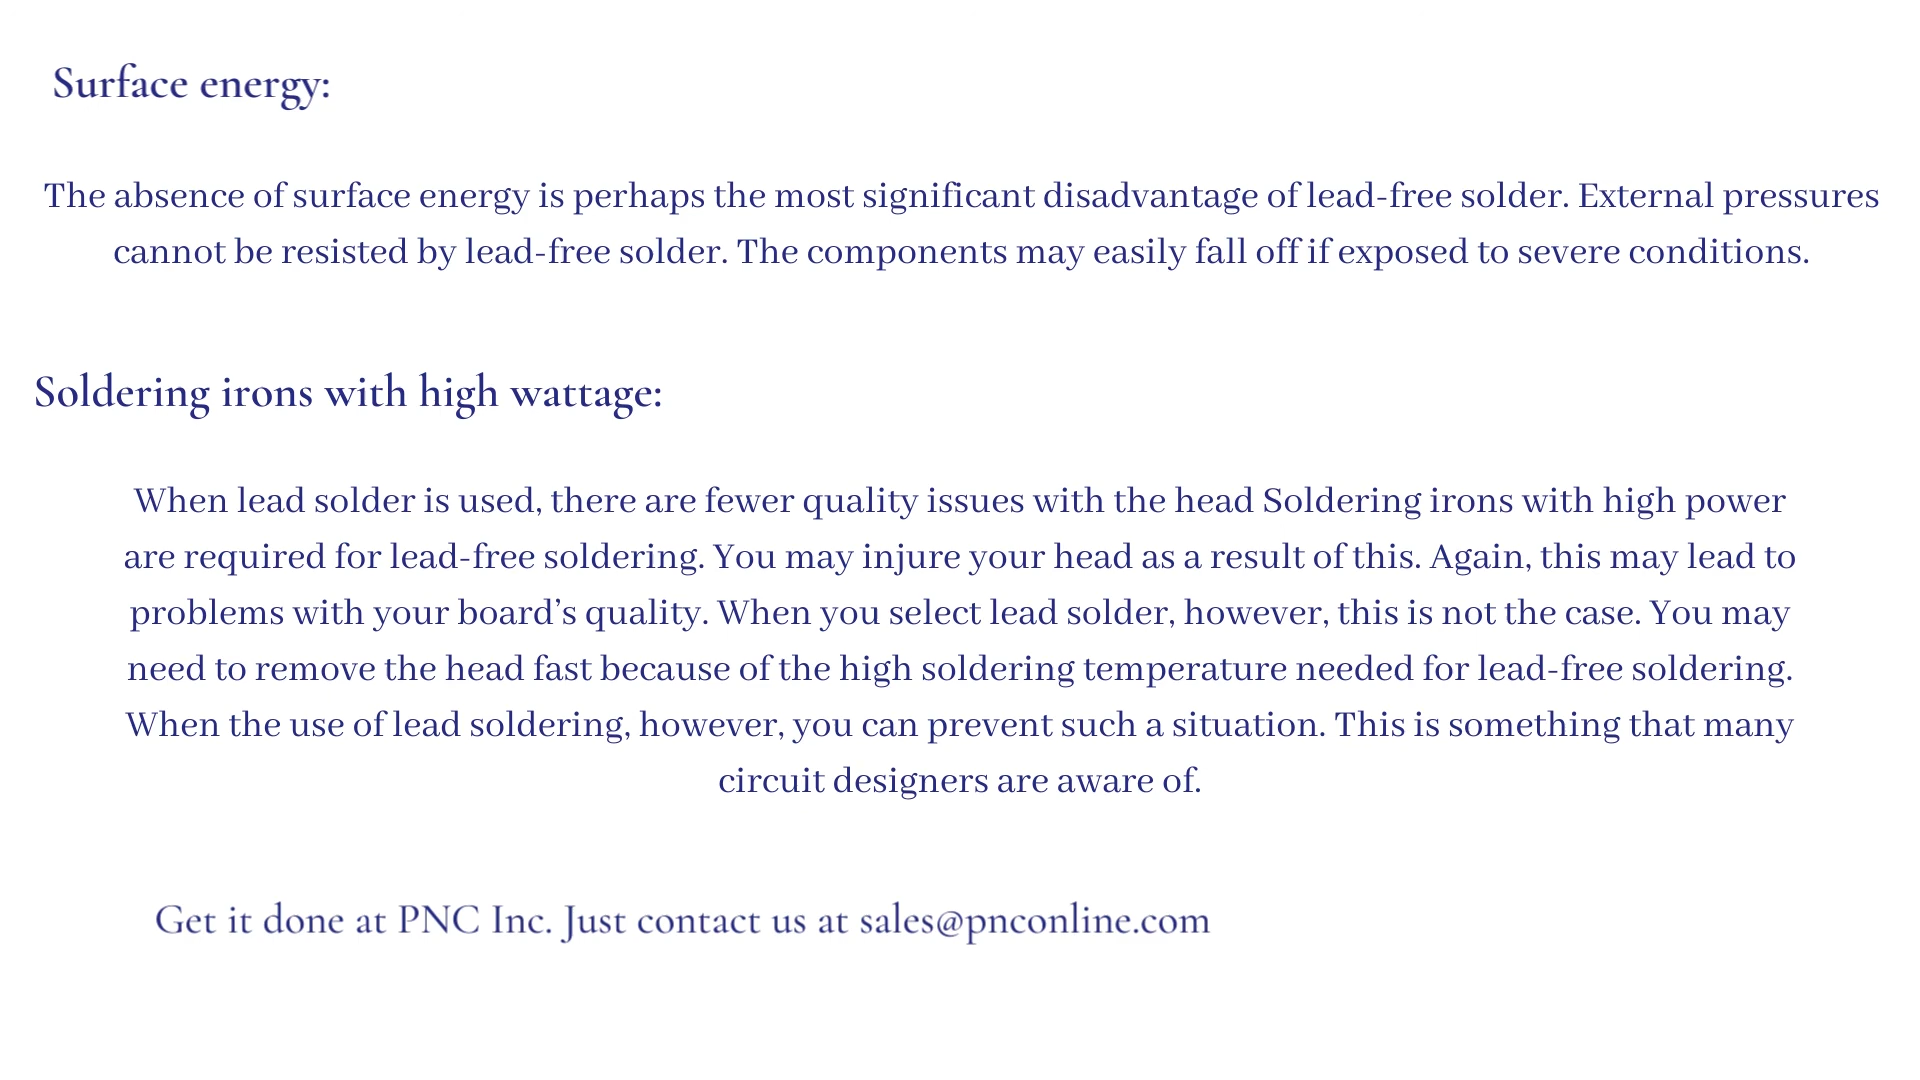 Surface energy:
The absence of surface energy is perhaps the most significant disadvantage of lead-free solder. External pressures
cannot be resisted by lead-free solder. The components may easily fall off if exposed to severe conditions.
Soldering irons with high wattage:
When lead solder is used, there are fewer quality issues with the head Soldering irons with high power
are required for lead-free soldering. You may injure your head as a result of this. Again, this may lead to
problems with your board’s quality. When you select lead solder, however, this is not the case. You may
need to remove the head fast because of the high soldering temperature needed for lead-free soldering.
When the use of lead soldering, however, you can prevent such a situation. This is something that many
circuit designers are aware of.
Get it done at PNC Inc. Just contact us at sales@pnconline.com